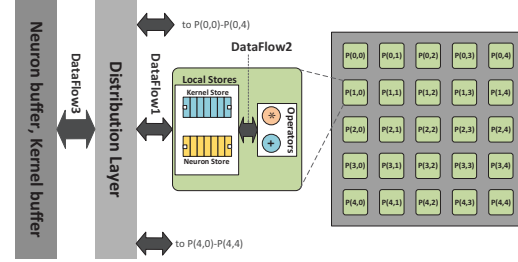 Neuron buffer, Kernel buffer
DataFlow3
Distribution Layer
DataFlow1
to P(0,0)-P(0,4)
DataFlow2
Local Stores
Kernel Store
Neuron Store
*
+
Operators
to P(4,0)-P(4,4)
P(0,0) P(0,1) P(0,2) P(0,3) P(0,4)
P(1,0) P(1,1) P(1,2) P(1,3) P(1,4)
P(2,0) P(2,1) P(2,2) P(2,3) P(2,4)
P(3,0) P(3,1) P(3,2) P(3,3) P(3,4)
P(4,0) P(4,1) P(4,2) P(4,3) P(4,4)